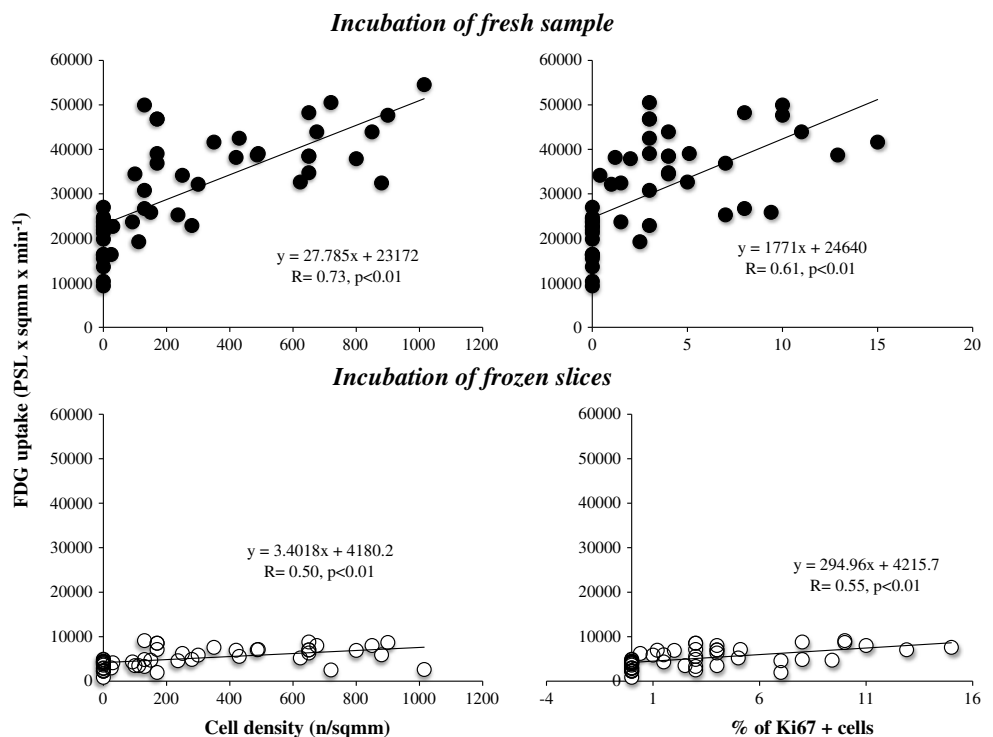 Incubation of fresh sample
FDG uptake (PSL x sqmm x min-1)
60000
50000
40000
30000
20000
10000
0
0 200 400 600 800 1000 1200
y = 27.785x + 23172
R= 0.73, p<0.01
60000
50000
40000
30000
20000
10000
0
0 5 10 15 20
y = 1771x + 24640
R= 0.61, p<0.01
Incubation of frozen slices
60000
50000
40000
30000
20000
10000
0
0 200 400 600 800 1000 1200
y = 3.4018x + 4180.2
R= 0.50, p<0.01
Cell density (n/sqmm)
60000
50000
40000
30000
20000
10000
0
-4 1 6 11 16
y = 294.96x + 4215.7
R= 0.55, p<0.01
% of Ki67 + cells